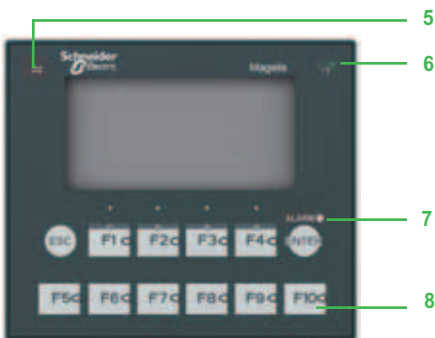 5
Schneider
Electric
Magelis
6
ALARM
7
ESC F1 F2 F3 F4 ENTER
F5 F6 F7 F8 F9 F10
8